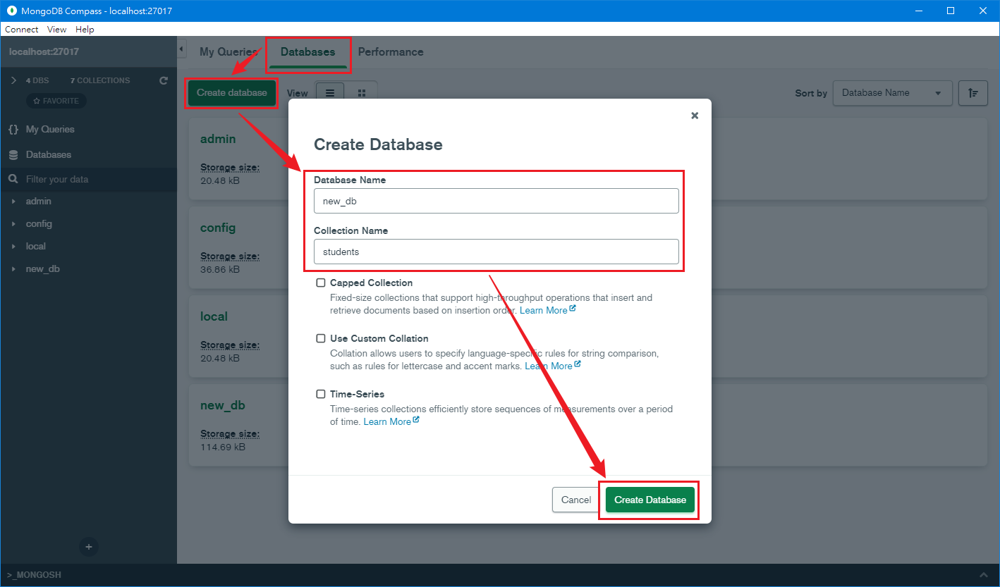 MongoDB Compass - localhost:27017
Connect View Help
localhost:27017
My Queries Databases Performance
4 DBS 7 COLLECTIONS
FAVORITE
My Queries
Databases
Filter your data
admin
config
local
new_db
Create database View
Sort by Database Name
admin
Storage size:
20.48 kB
config
Storage size:
36.86 kB
local
Storage size:
20.48 kB
new_db
Storage size:
114.69 kB
Create Database
Database Name
new_db
Collection Name
students
Capped Collection
Fixed-size collections that support high-throughput operations that insert and
retrieve documents based on insertion order. Learn More
Use Custom Collation
Collation allows users to specify language-specific rules for string comparison,
such as rules for lettercase and accent marks. Learn More
Time-Series
Time-series collections efficiently store sequences of measurements over a period
of time. Learn More
Cancel Create Database
>_MONGOSH